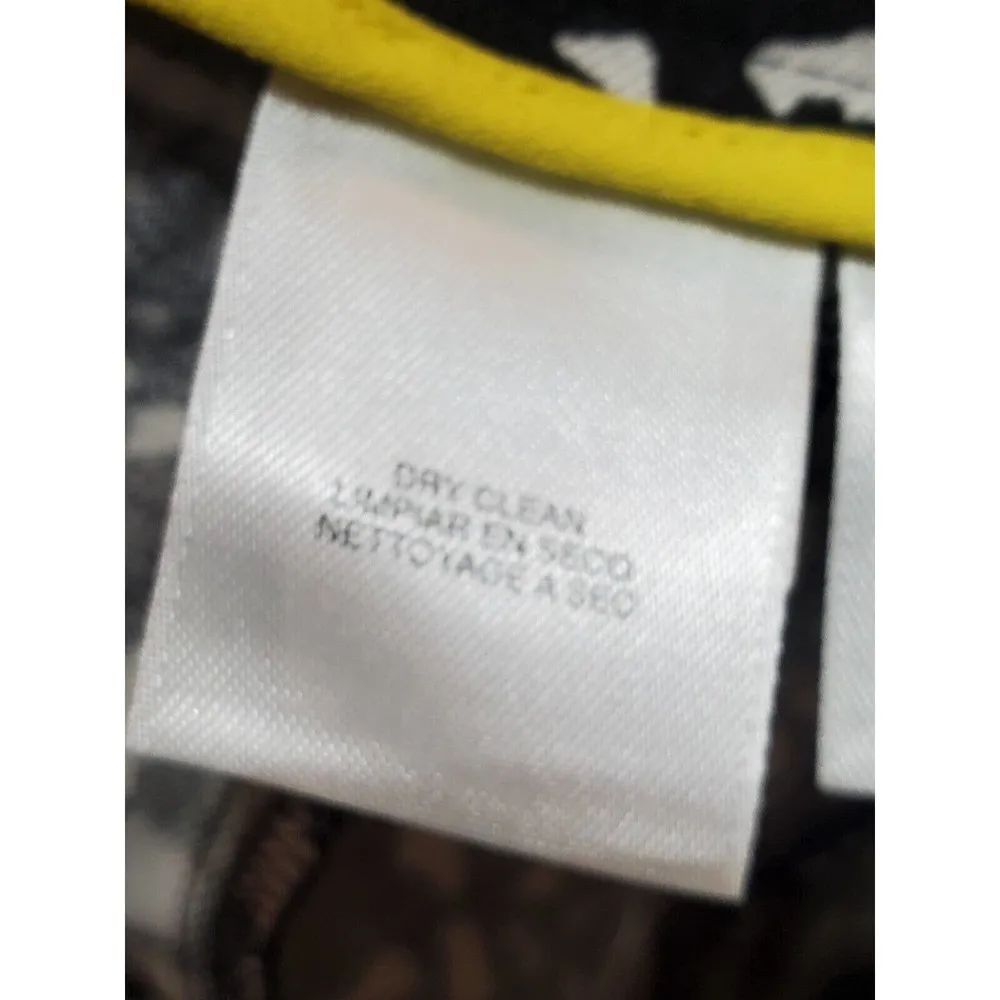 DRY CLEAN
LIMPIAR EN SECO
NETTOYAGE A SEC